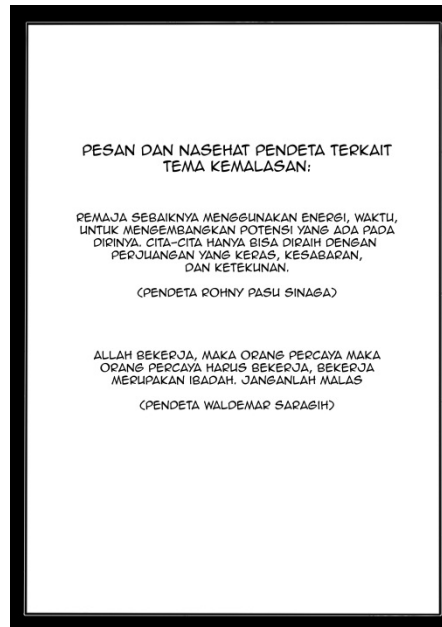 PESAN DAN NASEHAT PENDETA TERKAIT
TEMA KEMALASAN:
REMAJA SEBAIKNYA MENGGUNAKAN ENERGI, WAKTU,
UNTUK MENGEMBANGKAN POTENSI YANG ADA PADA
DIRINYA. CITA-CITA HANYA BISA DIRAIH DENGAN
PERJUANGAN YANG KERAS, KESABARAN,
DAN KETEKUNAN.
(PENDETA ROHNY PASU SINAGA)
ALLAH BEKERJA, MAKA ORANG PERCAYA MAKA
ORANG PERCAYA HARUS BEKERJA, BEKERJA
MERUPAKAN IBADAH. JANGANLAH MALAS
(PENDETA WALDEMAR SARAGIH)